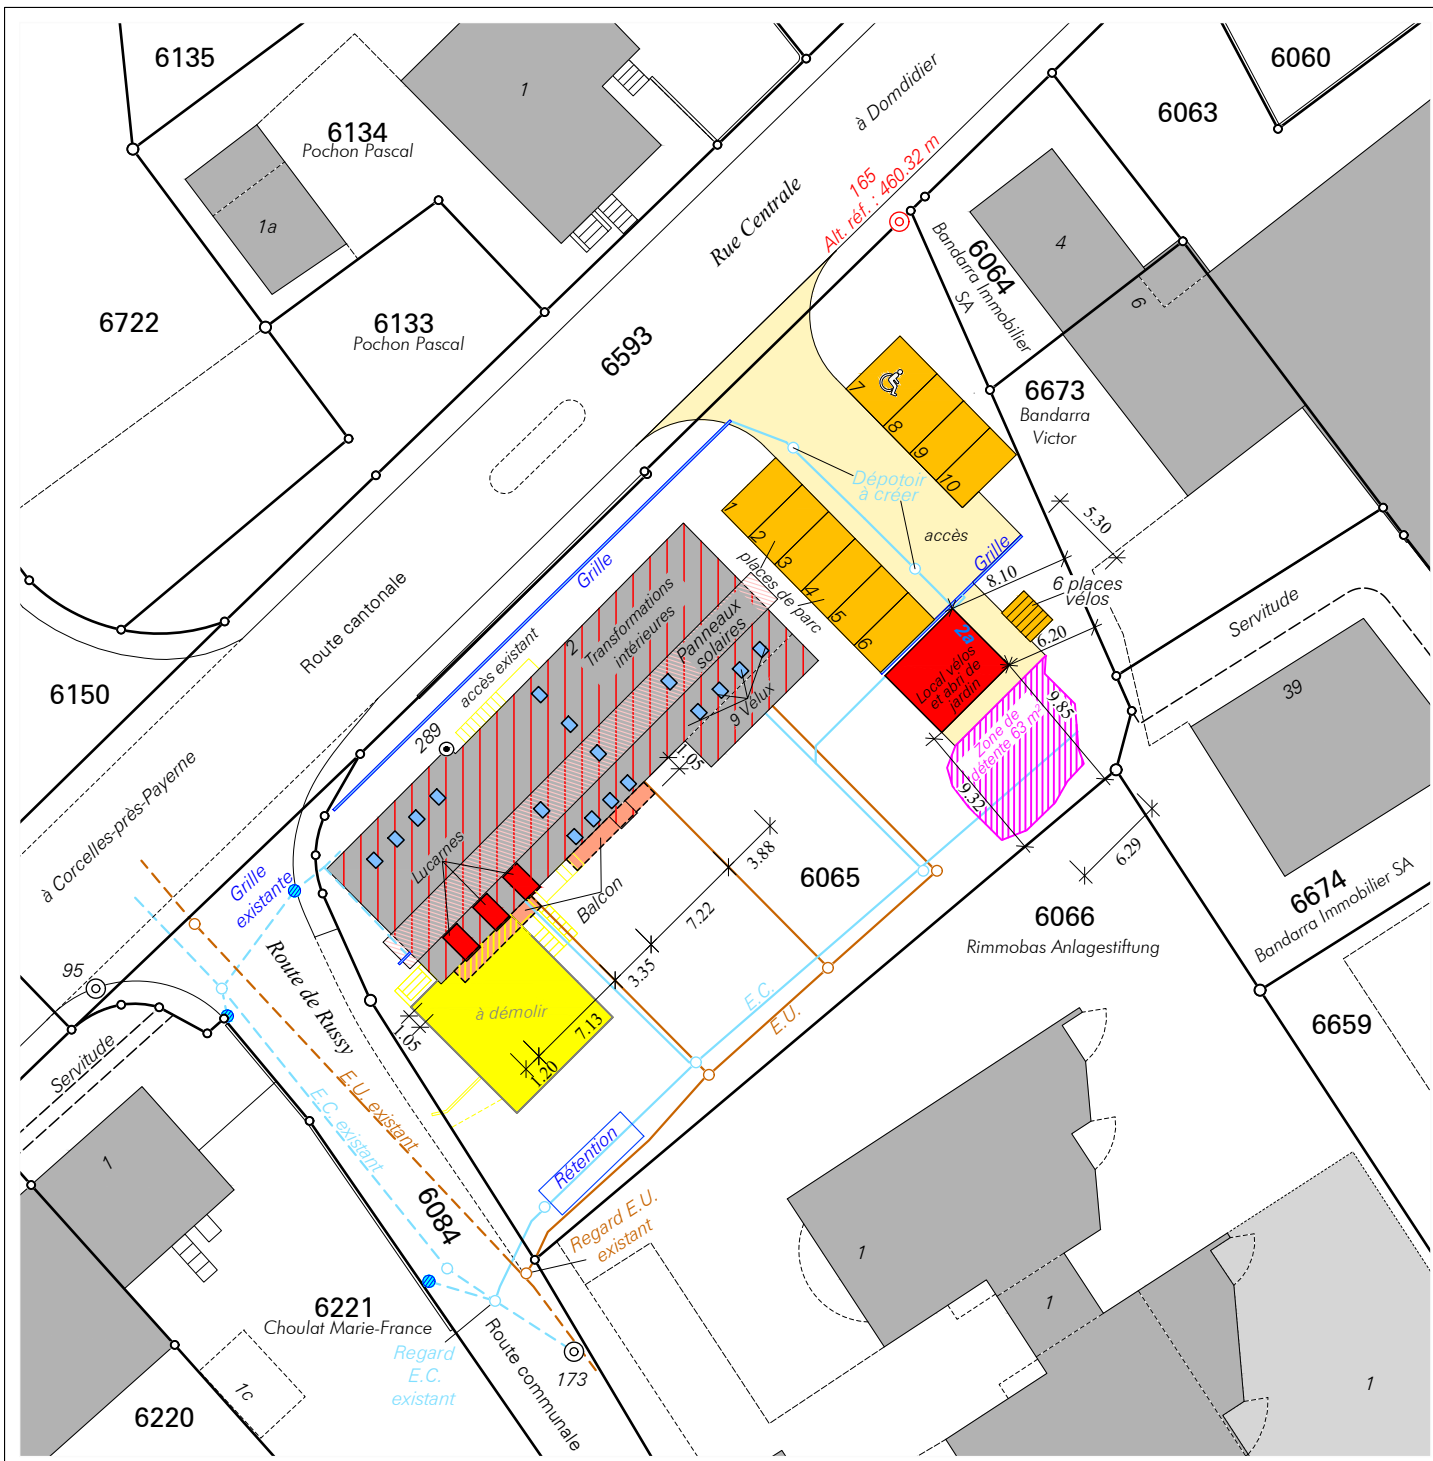 6135
6134
Pochon Pascal
1
1a
6722
6133
Pochon Pascal
à Domdidier
Rue Centrale
165
Alt. réf. : 460.32 m
6060
6063
6064
Bandarra Immobilier
SA
4
6
6593
6673
Bandarra
Victor
7
8
9
10
Dépotoir
à créer
accès
Grille
5.30
8.10
6 places
vélos
6.20
1
2
3
4
5
6
places de parc
2a
Local vélos
et abri de
jardin
Zone de
détente 63 m²
9.85
9.32
6.29
Servitude
39
6674
Bandarra Immobilier SA
Route cantonale
6150
Grille
accès existant
2
Transformations
intérieures
Panneaux
solaires
9 Vélux
1.05
289
à Corcelles-près-Payerne
Grille
existante
Lucarnes
Balcon
3.88
7.22
3.35
7.13
1.20
1.05
à démolir
6065
6066
Rimmobas Anlagestiftung
6659
95
Servitude
Route de Russy
E.U. existant
E.C. existant
E.C.
E.U.
Rétention
1
6084
Regard E.U.
existant
6221
Choulat Marie-France
Regard
E.C.
existant
Route communale
173
6220
1c
1
1
1